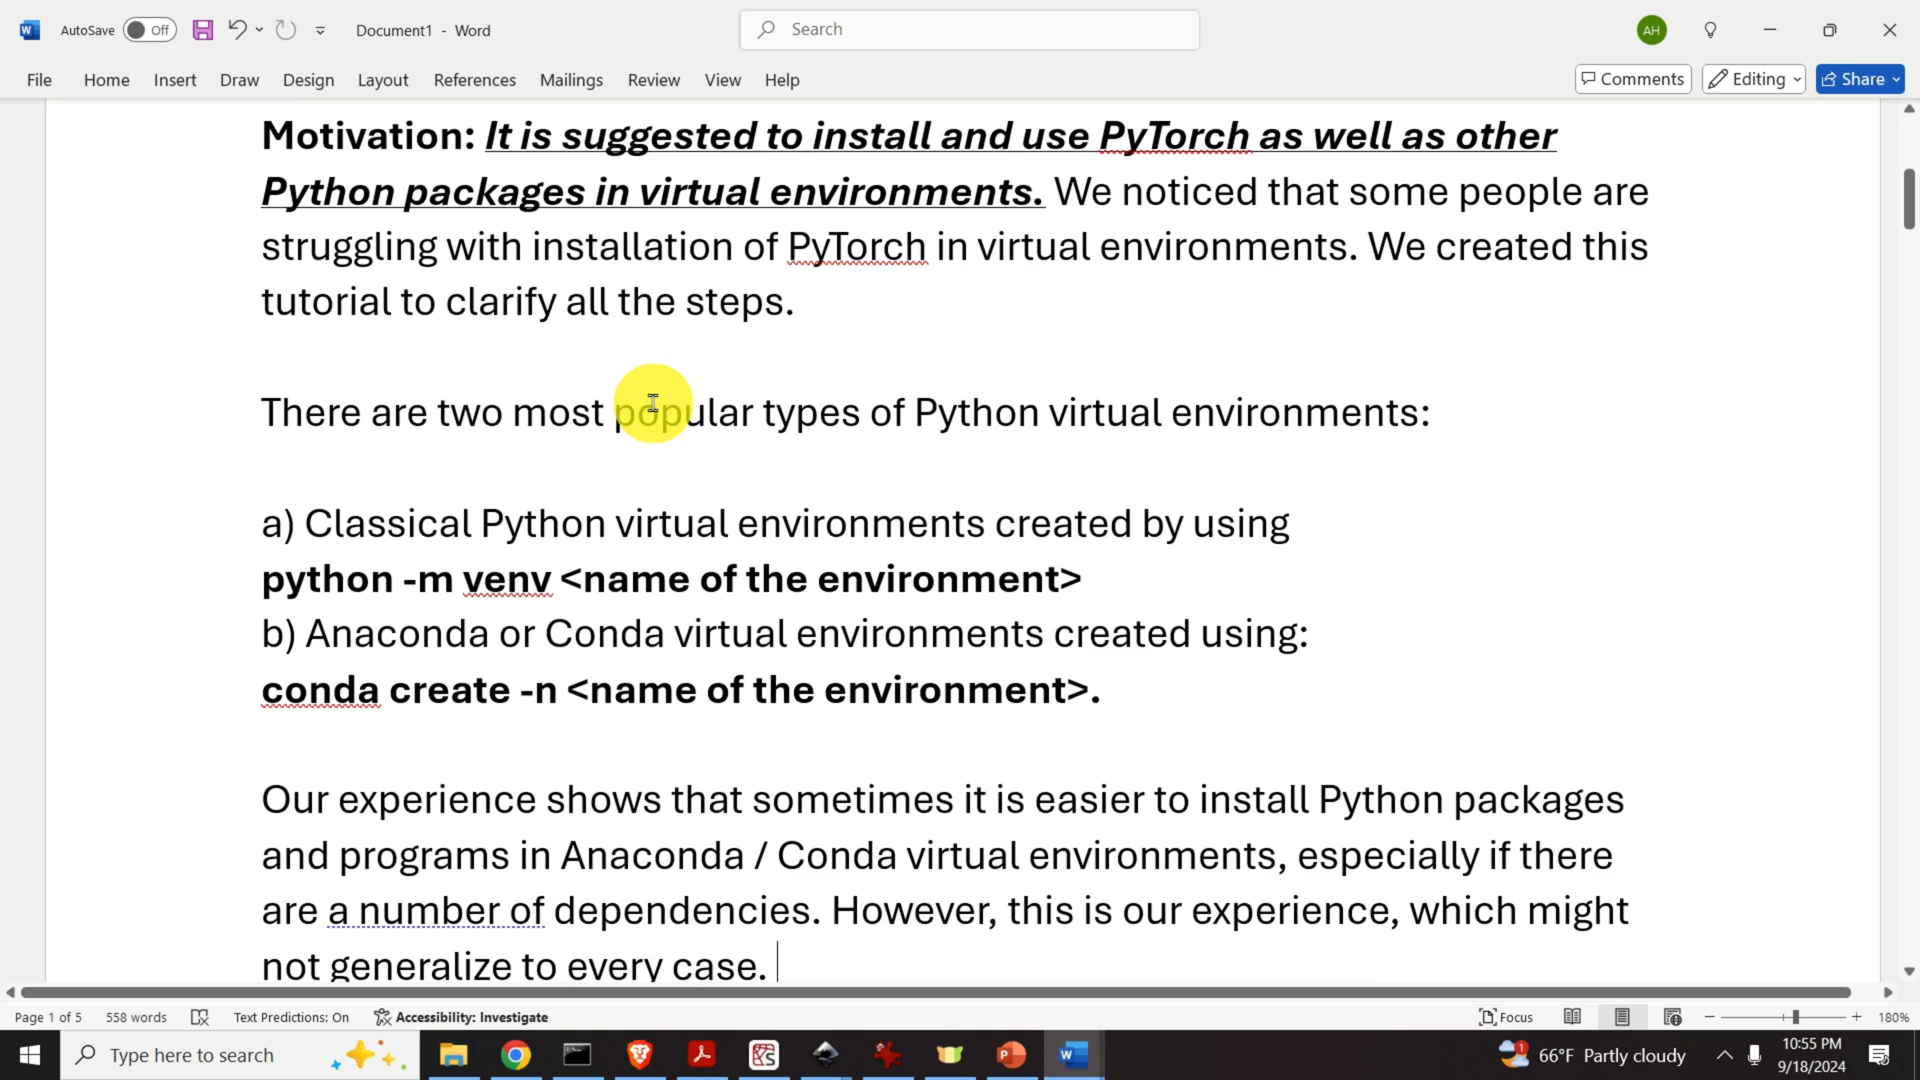 AutoSave Off Document1 - Word Search AH
File Home Insert Draw Design Layout References Mailings Review View Help Comments Editing Share
Motivation: It is suggested to install and use PyTorch as well as other
Python packages in virtual environments. We noticed that some people are
struggling with installation of PyTorch in virtual environments. We created this
tutorial to clarify all the steps.
There are two most popular types of Python virtual environments:
a) Classical Python virtual environments created by using
python -m venv <name of the environment>
b) Anaconda or Conda virtual environments created using:
conda create -n <name of the environment>.
Our experience shows that sometimes it is easier to install Python packages
and programs in Anaconda / Conda virtual environments, especially if there
are a number of dependencies. However, this is our experience, which might
not generalize to every case.
Page 1 of 5 558 words Text Predictions: On Accessibility: Investigate Focus 180%
Type here to search 66°F Partly cloudy 10:55 PM
9/18/2024